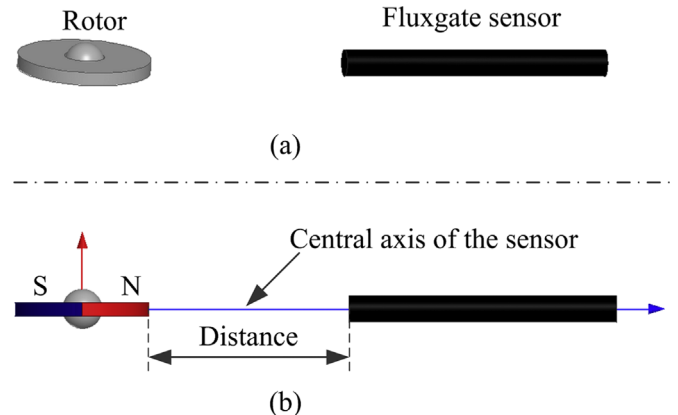 Rotor
Fluxgate sensor
(a)
Central axis of the sensor
S
N
Distance
(b)